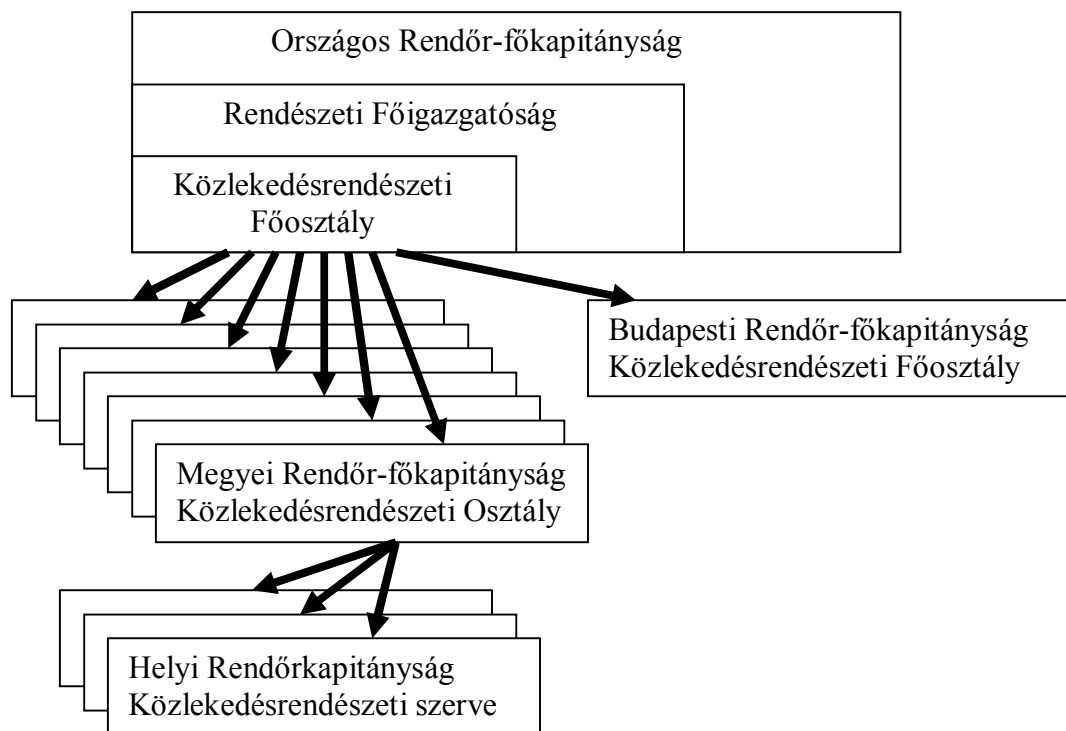 Országos Rendőr-főkapitányság
Rendészeti Főigazgatóság
Közlekedésrendészeti
Főosztály
Budapesti Rendőr-főkapitányság
Közlekedésrendészeti Főosztály
Megyei Rendőr-főkapitányság
Közlekedésrendészeti Osztály
Helyi Rendőrkapitányság
Közlekedésrendészeti szerve